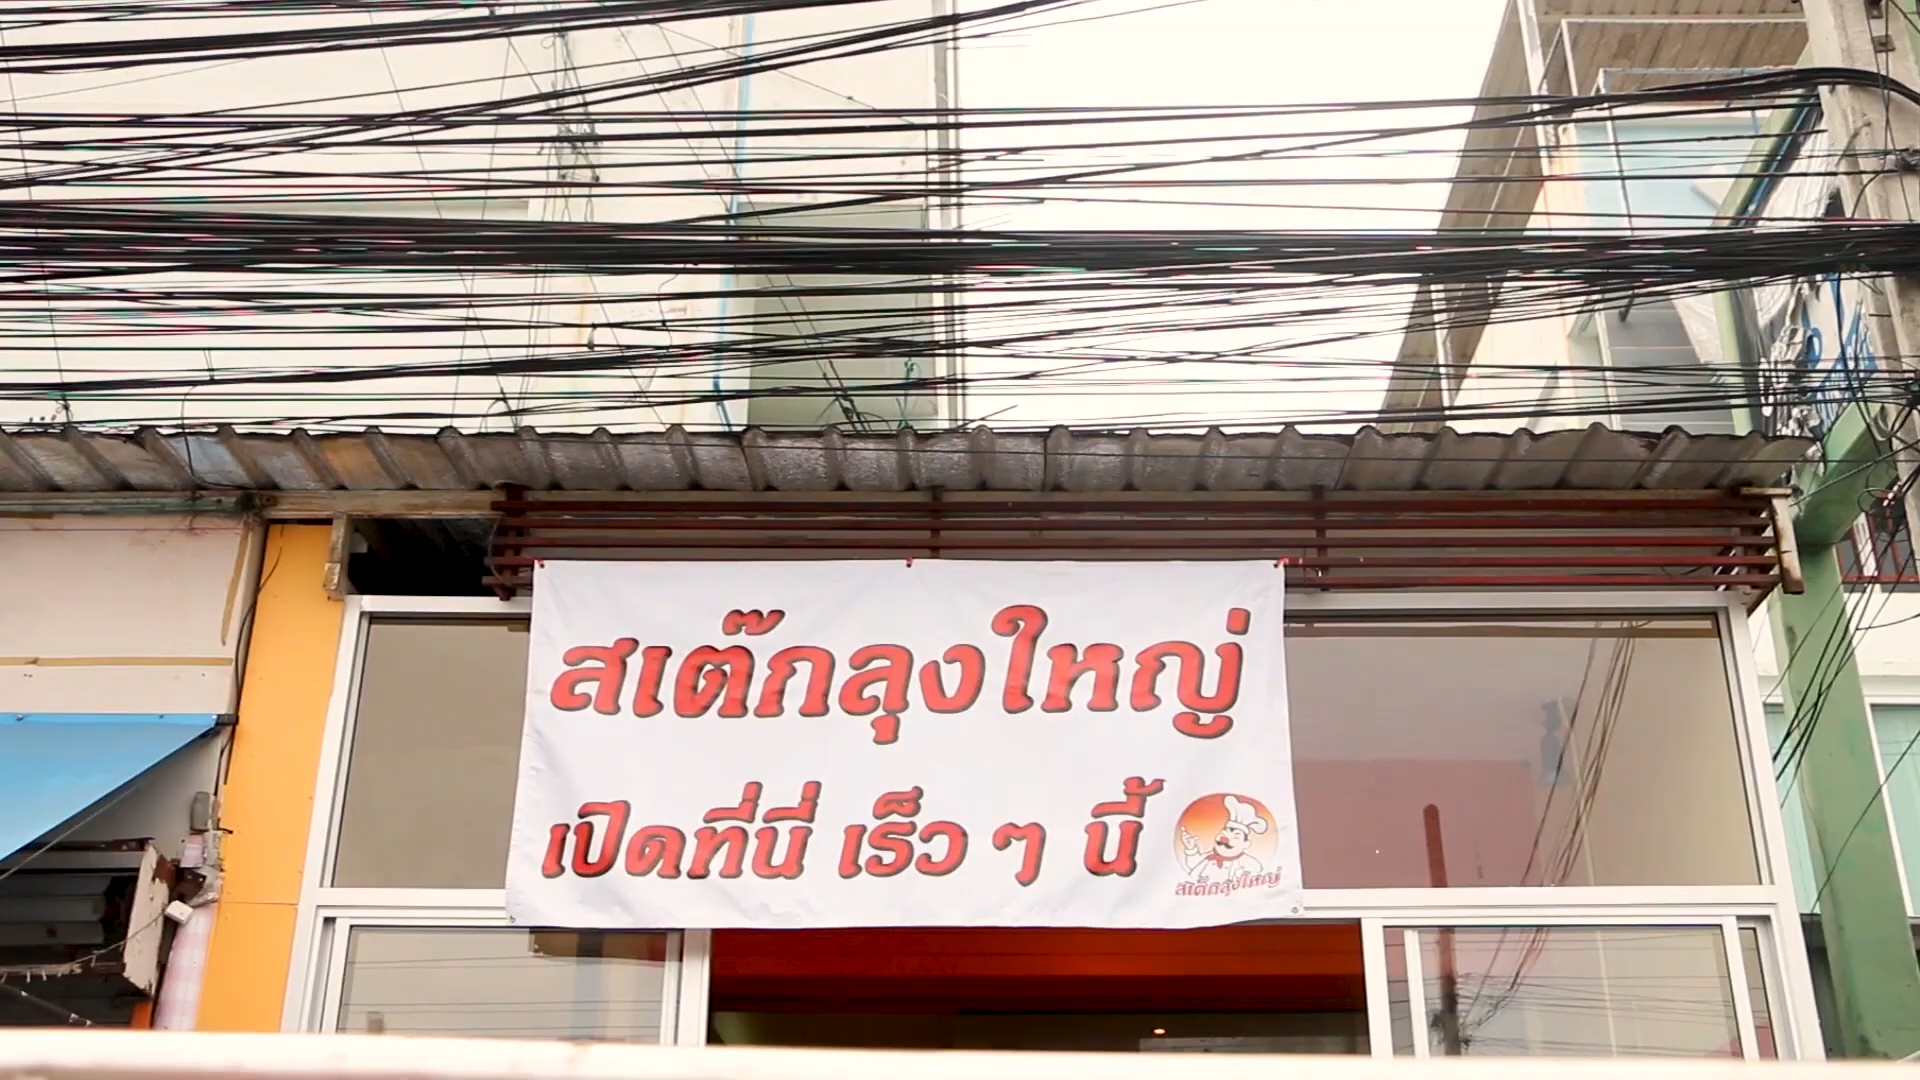 สเต๊กลุงใหญ่
เปิดที่นี่ เร็ว ๆ นี้
สเต๊กลุงใหญ่